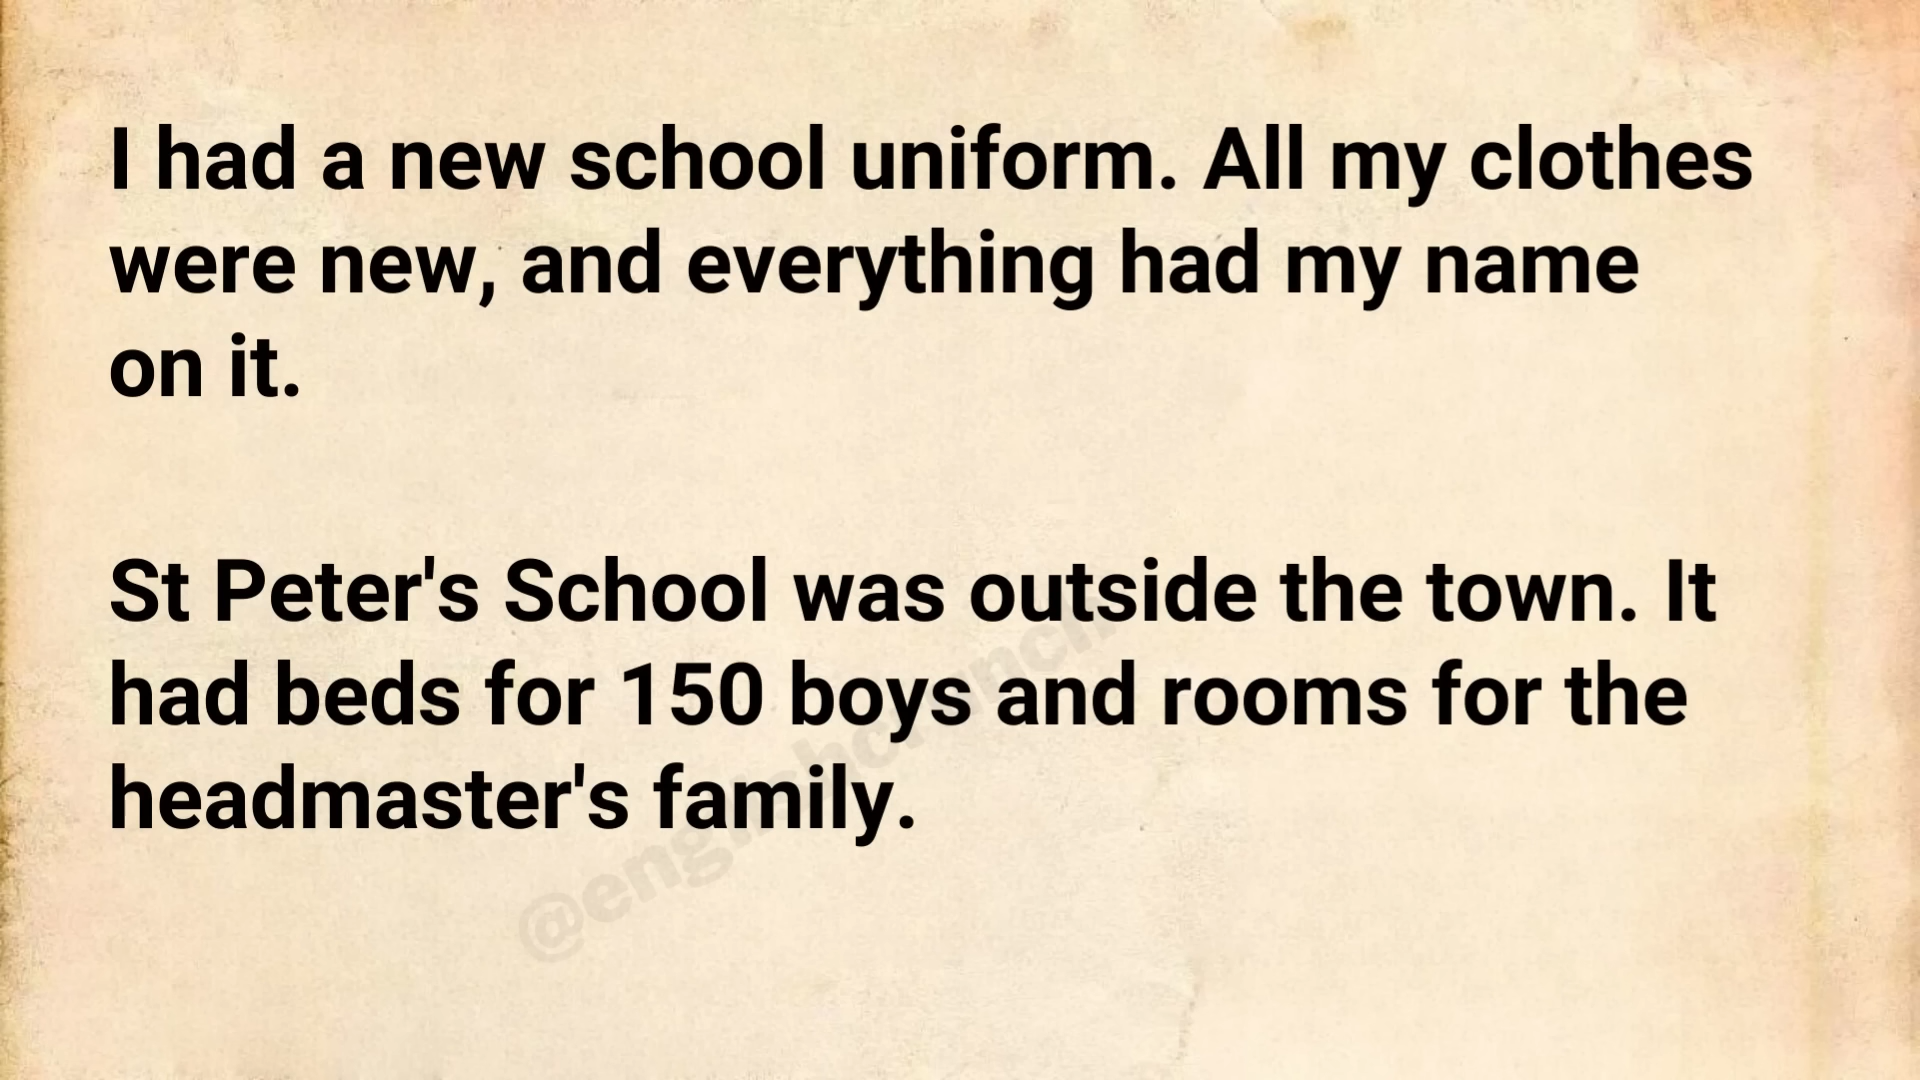 I had a new school uniform. All my clothes
were new, and everything had my name
on it.
St Peter's School was outside the town. It
had beds for 150 boys and rooms for the
headmaster's family.